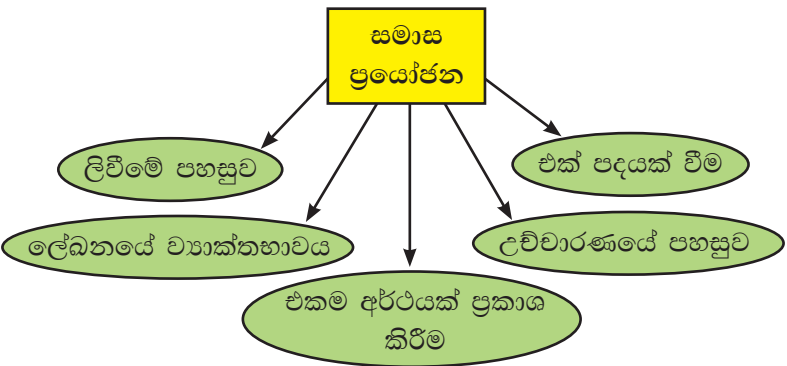 සමාස
ප්‍රයෝජන
ලිවීමේ පහසුව
එක් පදයක් වීම
ලේඛනයේ ව්‍යාක්තභාවය
උච්චාරණයේ පහසුව
එකම අර්ථයක් ප්‍රකාශ
කිරීම